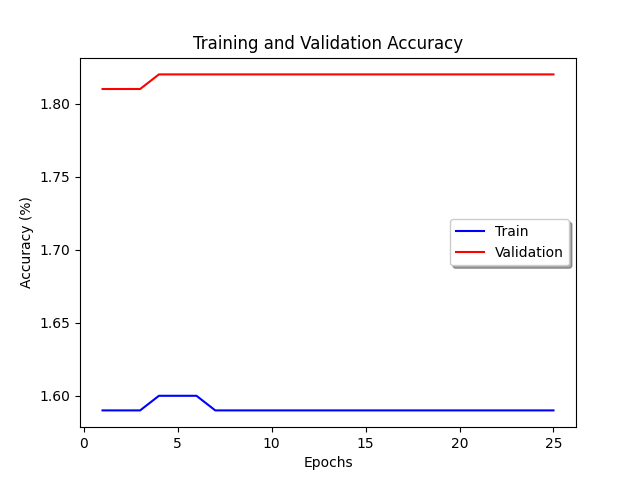 Training and Validation Accuracy
Accuracy (%)
1.80
1.75
1.70
1.65
1.60
Train
Validation
0
5
10
15
20
25
Epochs